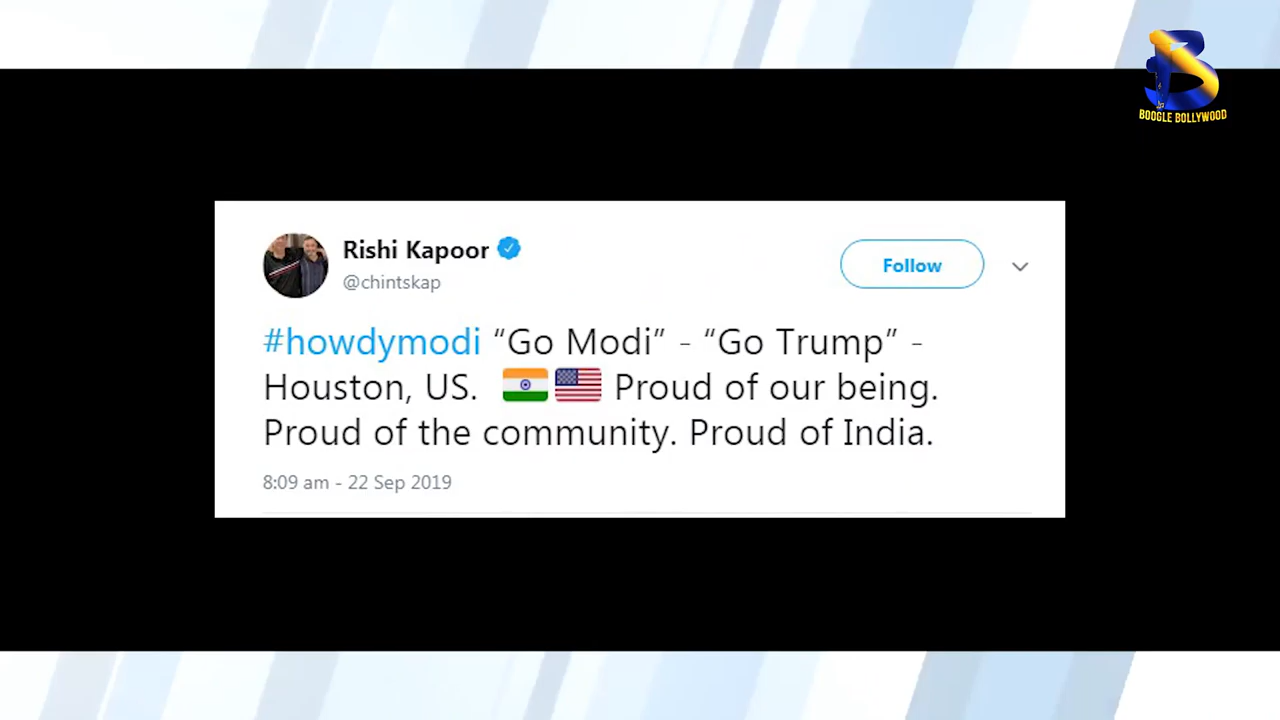 BOOGLE BOLLYWOOD
Rishi Kapoor
@chintskap
Follow
#howdymodi “Go Modi” - “Go Trump” -
Houston, US. 🇮🇳🇺🇸 Proud of our being.
Proud of the community. Proud of India.
8:09 am - 22 Sep 2019